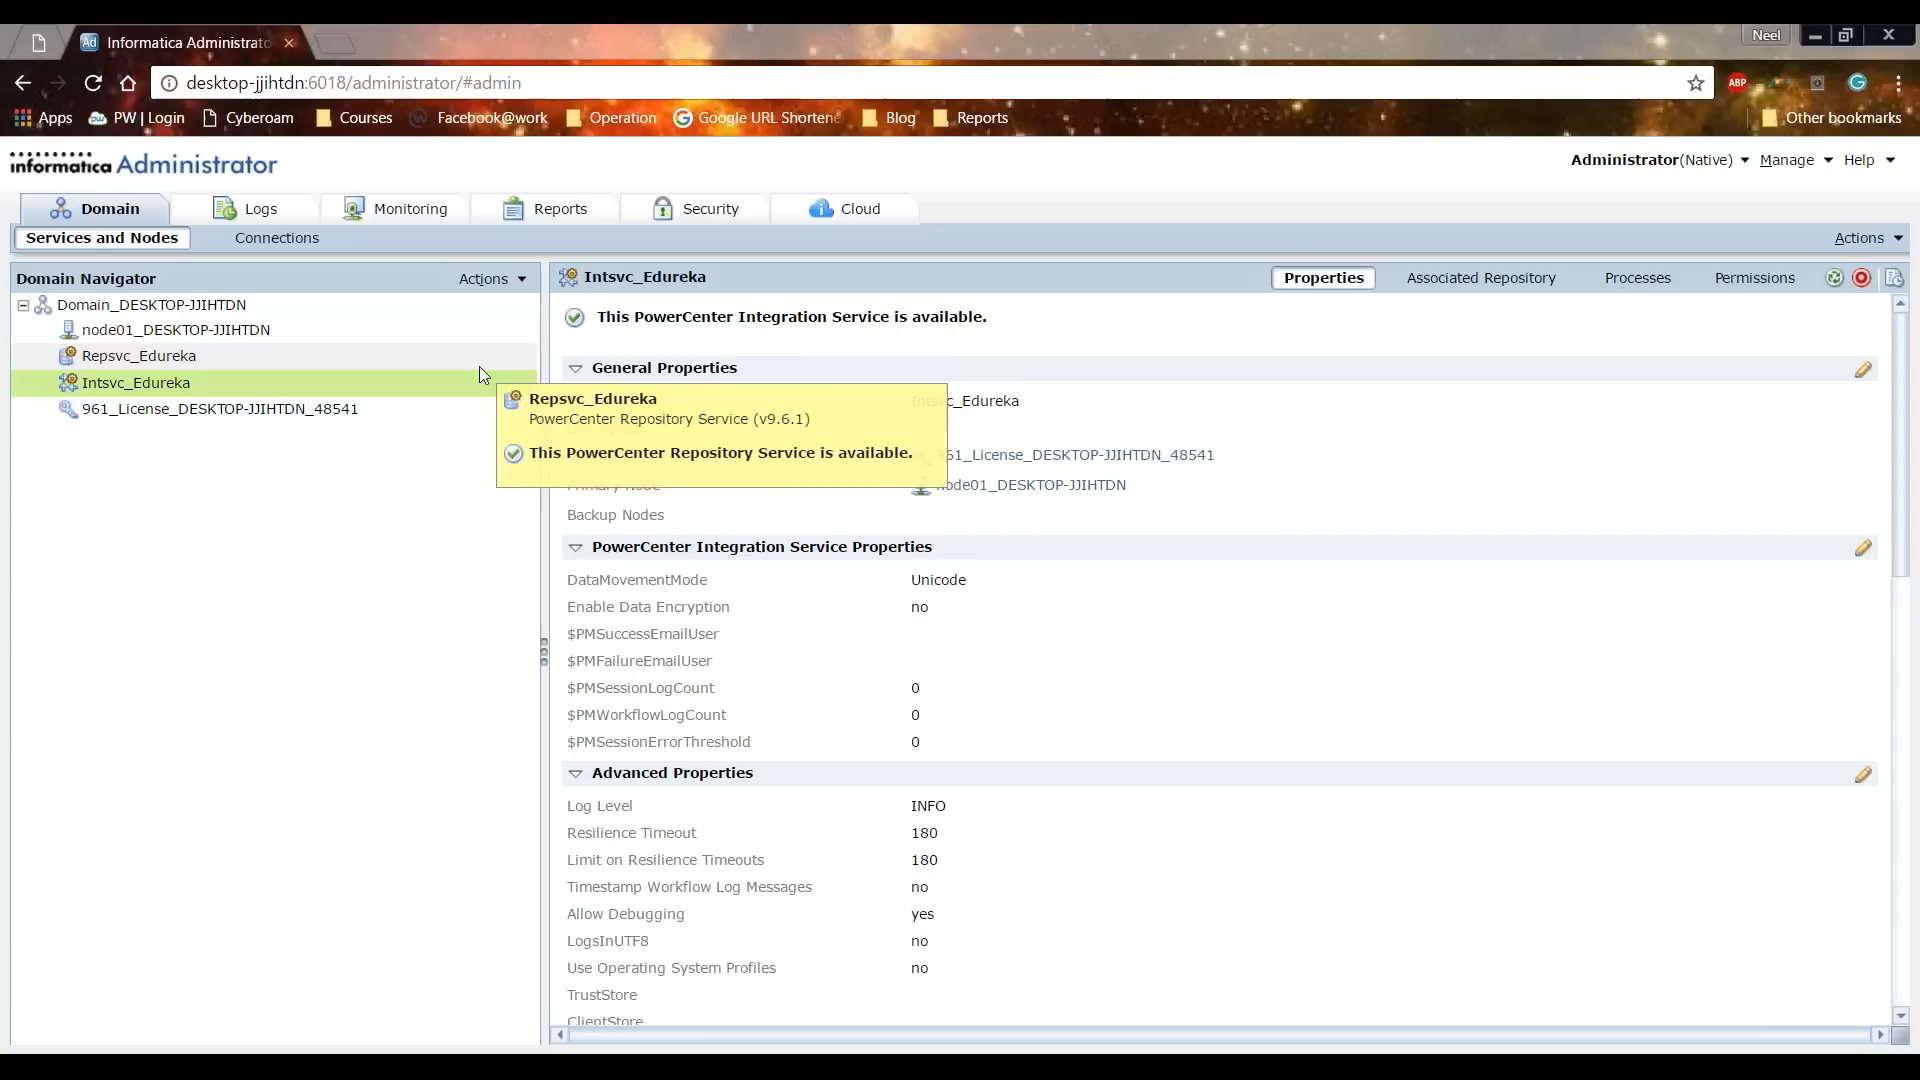 Informatica Administrato
Neel
desktop-jjihtdn:6018/administrator/#admin
ABP
Apps
PW | Login
Cyberoam
Courses
Facebook@work
Operation
Google URL Shortene
Blog
Reports
Other bookmarks
informatica Administrator
Administrator(Native)
Manage
Help
Domain
Logs
Monitoring
Reports
Security
Cloud
Services and Nodes
Connections
Actions
Domain Navigator
Actions
Domain_DESKTOP-JJIHTDN
node01_DESKTOP-JJIHTDN
Repsvc_Edureka
Intsvc_Edureka
961_License_DESKTOP-JJIHTDN_48541
Intsvc_Edureka
Properties
Associated Repository
Processes
Permissions
This PowerCenter Integration Service is available.
General Properties
Repsvc_Edureka
PowerCenter Repository Service (v9.6.1)
This PowerCenter Repository Service is available.
c_Edureka
61_License_DESKTOP-JJIHTDN_48541
node01_DESKTOP-JJIHTDN
Backup Nodes
PowerCenter Integration Service Properties
DataMovementMode Unicode
Enable Data Encryption no
$PMSuccessEmailUser
$PMFailureEmailUser
$PMSessionLogCount 0
$PMWorkflowLogCount 0
$PMSessionErrorThreshold 0
Advanced Properties
Log Level INFO
Resilience Timeout 180
Limit on Resilience Timeouts 180
Timestamp Workflow Log Messages no
Allow Debugging yes
LogsInUTF8 no
Use Operating System Profiles no
TrustStore
ClientStore